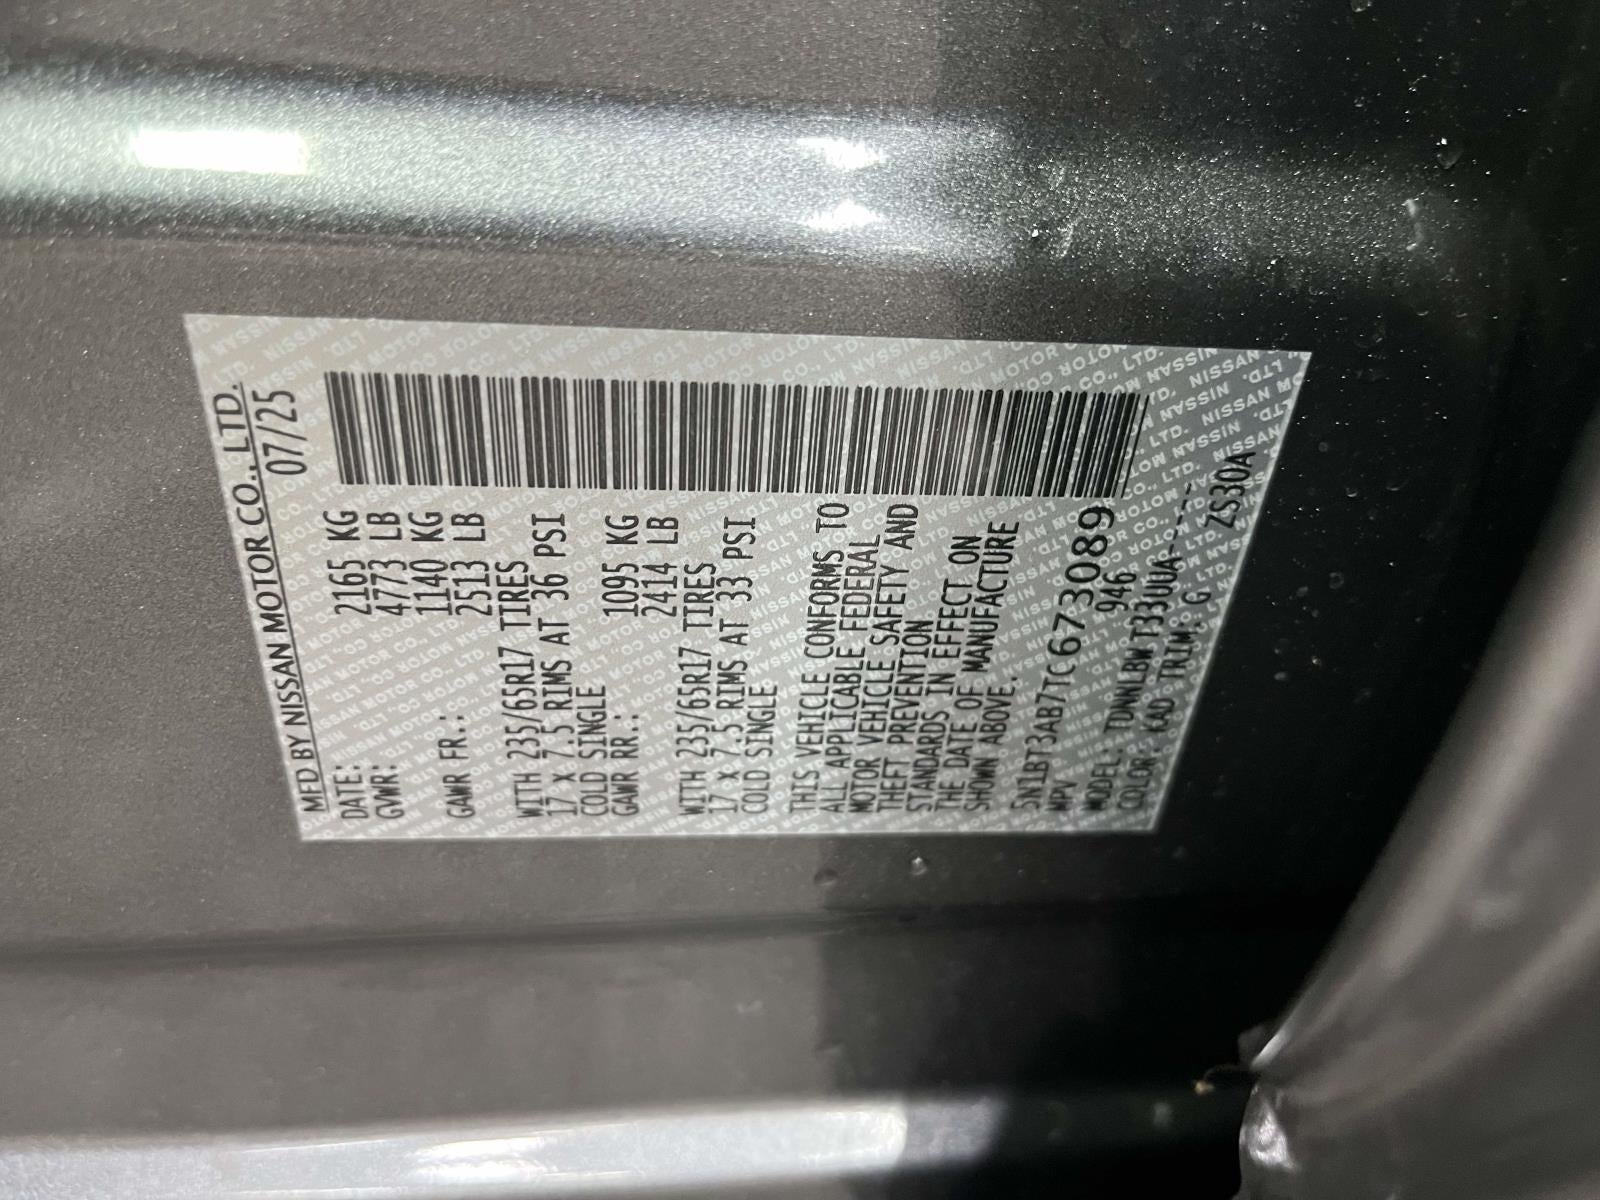 MFD BY NISSAN MOTOR CO., LTD.
DATE: 07/25
GVWR: 2165 KG
4773 LB
GAWR FR.: 1140 KG
2513 LB
WITH 235/65R17 TIRES
17 X 7.5 RIMS AT 36 PSI
COLD SINGLE
GAWR RR.: 1095 KG
2414 LB
WITH 235/65R17 TIRES
17 X 7.5 RIMS AT 33 PSI
COLD SINGLE
THIS VEHICLE CONFORMS TO
ALL APPLICABLE FEDERAL
MOTOR VEHICLE SAFETY AND
THEFT PREVENTION
STANDARDS IN EFFECT ON
THE DATE OF MANUFACTURE
SHOWN ABOVE.
5N1BT3AB7TC673089
MPV 946
MODEL: TDWNLBW T33UUA-----
COLOR: KAD TRIM: G ZS30A